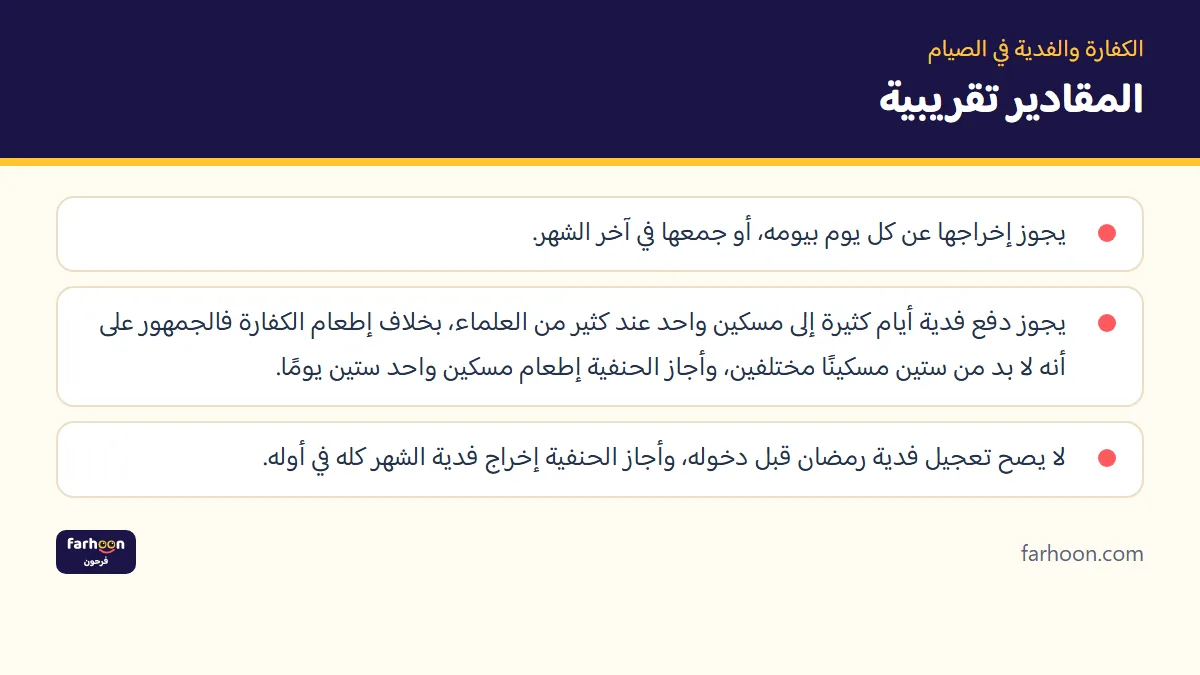 الكفارة والفدية في الصيام
المقادير تقريبية
يجوز إخراجها عن كل يوم بيومه، أو جمعها في آخر الشهر.
يجوز دفع فدية أيام كثيرة إلى مسكين واحد عند كثير من العلماء، بخلاف إطعام الكفارة فالجمهور على
أنه لا بد من ستين مسكينًا مختلفين، وأجاز الحنفية إطعام مسكين واحد ستين يومًا.
لا يصح تعجيل فدية رمضان قبل دخوله، وأجاز الحنفية إخراج فدية الشهر كله في أوله.
farhoon.com
farhoon
فرحون